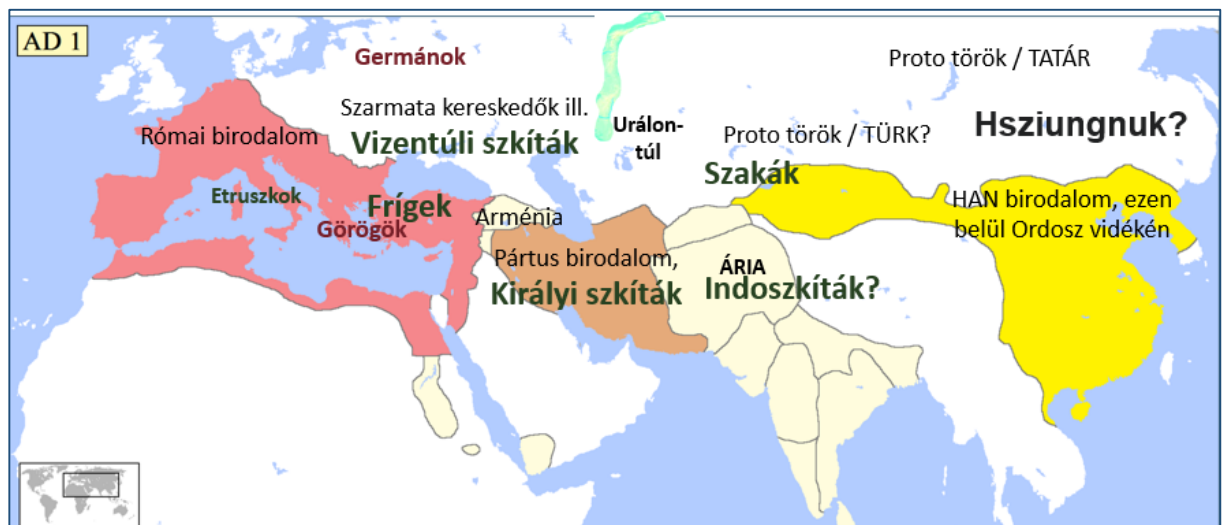 AD 1
Germánok
Proto török / TATÁR
Szarmata kereskedők ill.
Vizentúli szkíták
Római birodalom
Urálon-
túl
Proto török / TÜRK?
Hsziungnuk?
Szakák
Etruszkok
Frígek
Görögök
Arménia
HAN birodalom, ezen
belül Ordosz vidékén
Pártus birodalom,
Királyi szkíták
ÁRIA
Indoszkíták?